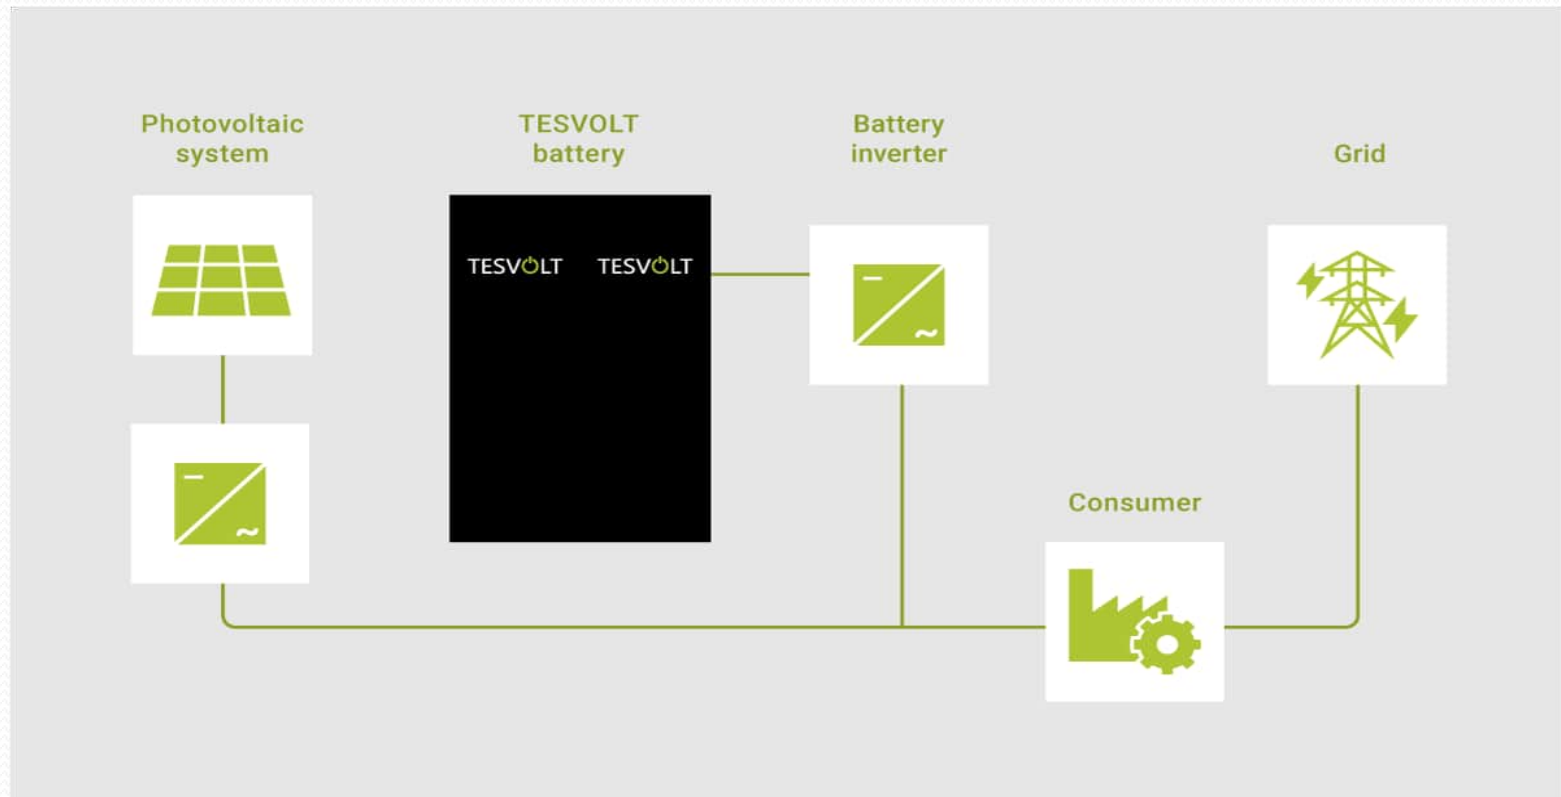 Photovoltaic
system
TESVOLT
battery
Battery
inverter
Grid
TESVOLT TESVOLT
Consumer